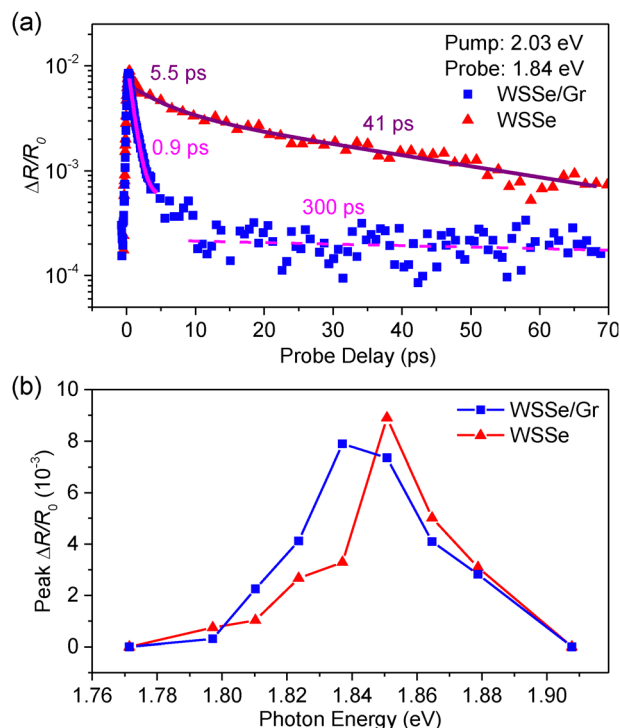 (a)
Pump: 2.03 eV
Probe: 1.84 eV
WSSe/Gr
WSSe
5.5 ps
0.9 ps
41 ps
300 ps
10⁻²
10⁻³
10⁻⁴
ΔR/R₀
0 10 20 30 40 50 60 70
Probe Delay (ps)
(b)
WSSe/Gr
WSSe
10
8
6
4
2
0
Peak ΔR/R₀ (10⁻³)
1.76 1.78 1.80 1.82 1.84 1.86 1.88 1.90
Photon Energy (eV)